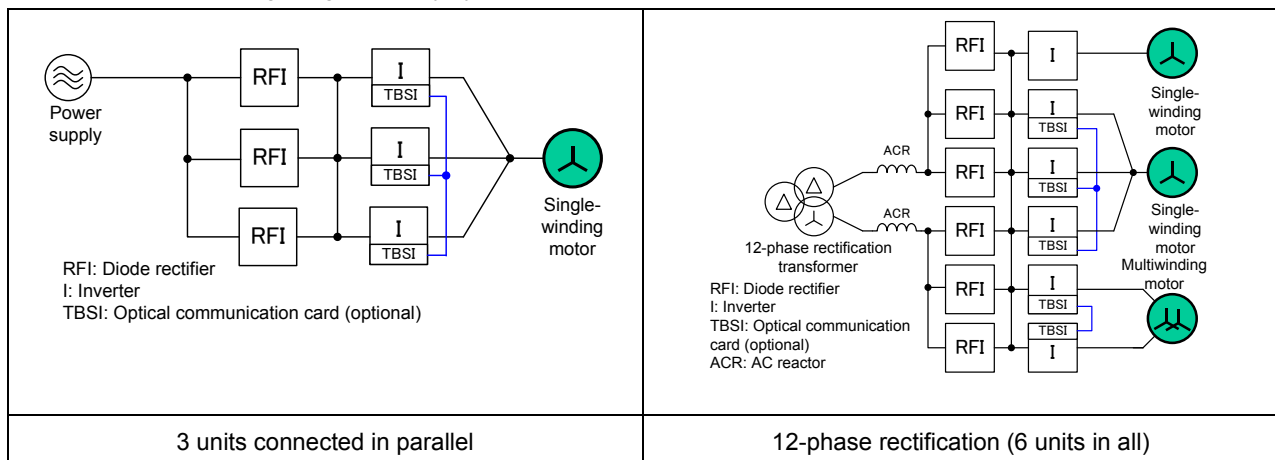 Power
supply
RFI
RFI
RFI
I
TBSI
I
TBSI
I
TBSI
Single-
winding
motor
RFI: Diode rectifier
I: Inverter
TBSI: Optical communication card (optional)
3 units connected in parallel
12-phase rectification
transformer
ACR
ACR
RFI
RFI
RFI
RFI
RFI
RFI
I
I
TBSI
I
TBSI
I
TBSI
I
TBSI
TBSI
I
Single-
winding
motor
Single-
winding
motor
Multiwinding
motor
RFI: Diode rectifier
I: Inverter
TBSI: Optical communication
card (optional)
ACR: AC reactor
12-phase rectification (6 units in all)